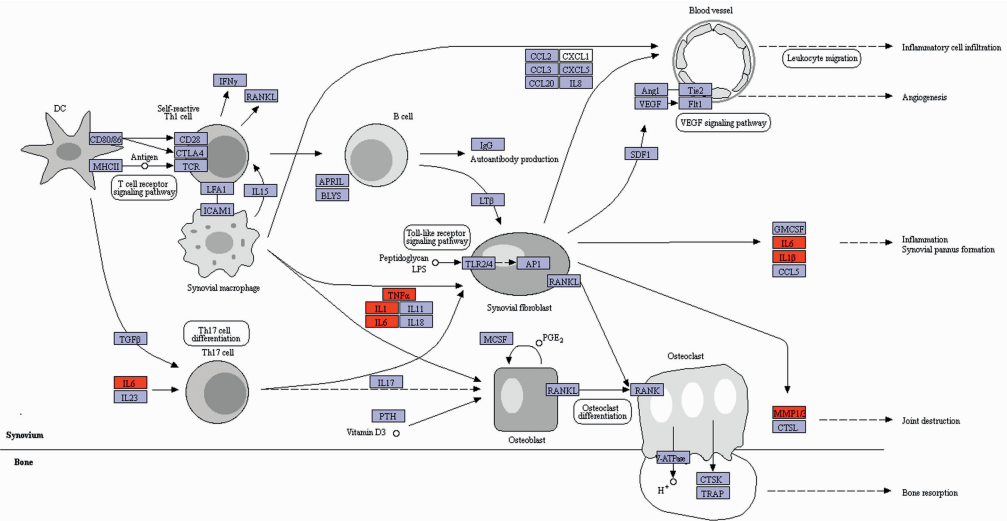 Blood vessel
Inflammatory cell infiltration
Leukocyte migration
CCL2 CXCL1
CCL3 CXCL5
CCL20 IL8
IFNγ
RANKL
DC
Self-reactive
Th1 cell
B cell
Ang1 Tie2
VEGF Flt1
Angiogenesis
VEGF signaling pathway
CD80/86 CD28
CTLA4
Antigen
MHCII TCR
T cell receptor
signaling pathway
LFA1
IL15
ICAM1
IgG
Autoantibody production
SDF1
APRIL
BLYS
LTβ
Toll-like receptor
signaling pathway
Peptidoglycan
LPS
TLR2/4 AP1
RANKL
Synovial fibroblast
GMCSF
IL6
IL1β
CCL5
Inflammation
Synovial pannus formation
Synovial macrophage
TNFα
IL1 IL11
IL6 IL18
Th17 cell
differentiation
Th17 cell
TGFβ
IL6
IL23
MCSF
PGE2
Osteoclast
IL17
RANKL RANK
Osteoclast
differentiation
PTH
Vitamin D3
Osteoblast
CTSL
Joint destruction
Synovium
Bone
V-ATPase
H+
CTSK
TRAP
Bone resorption